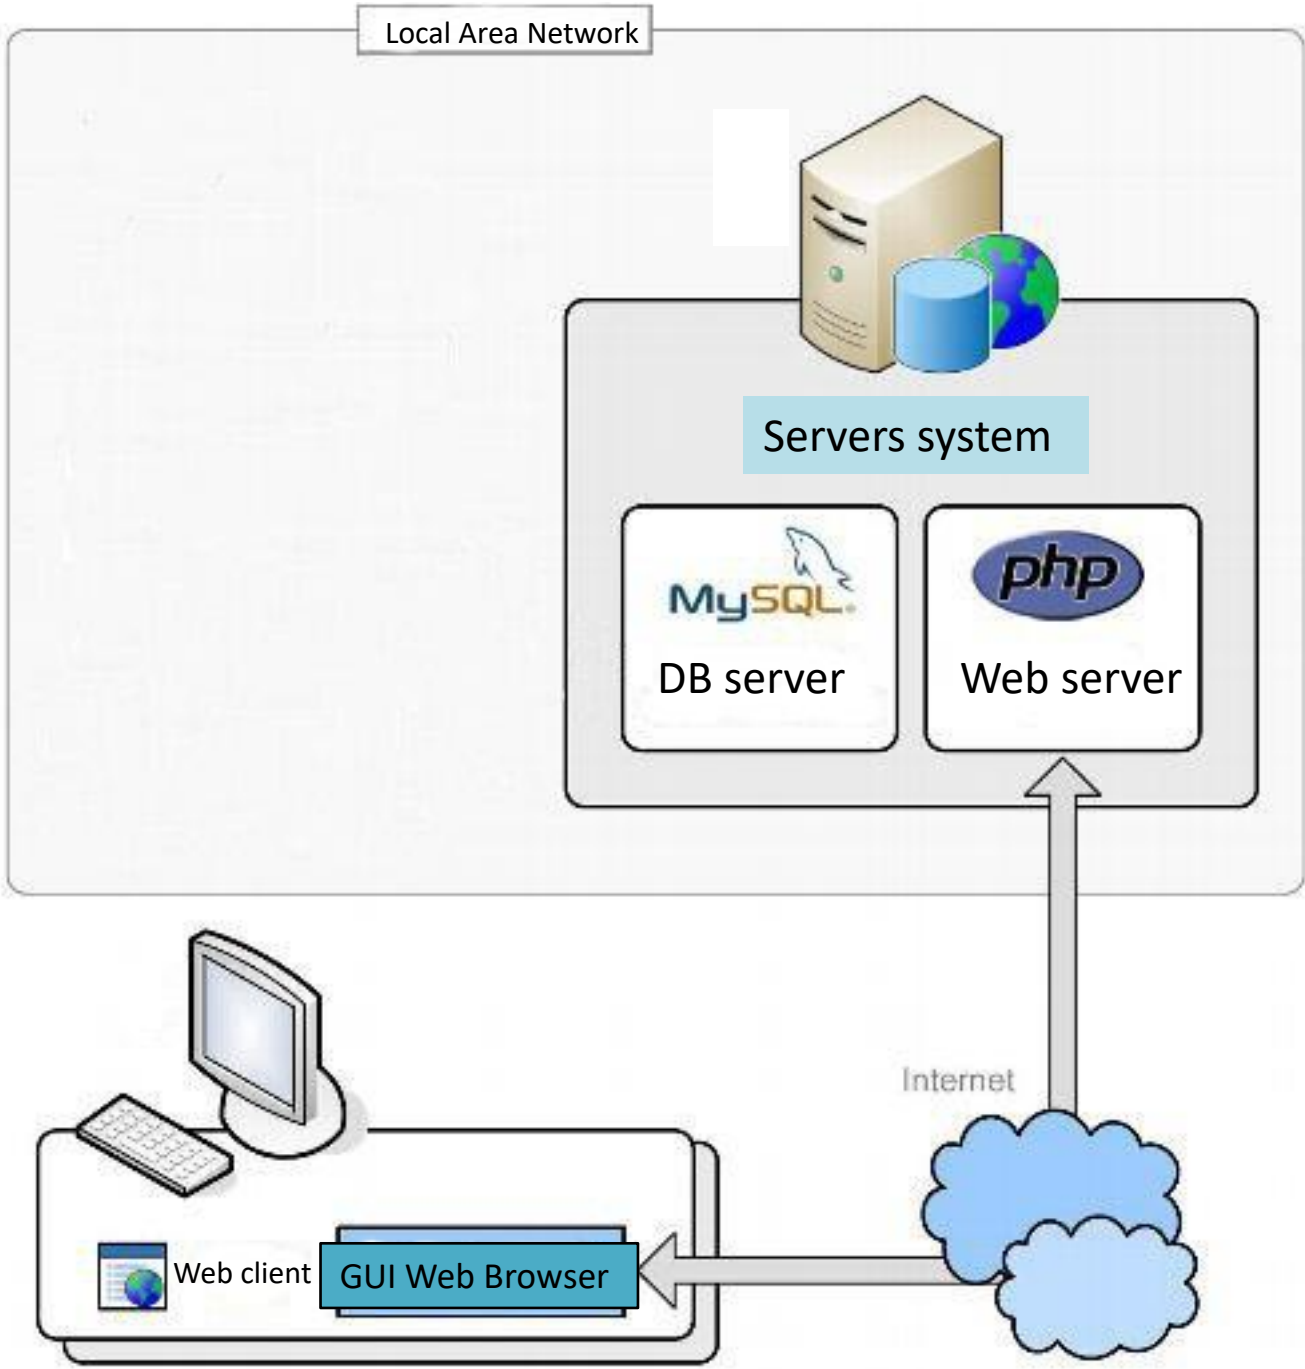 Local Area Network
Servers system
MySQL
php
DB server
Web server
Internet
Web client
GUI Web Browser